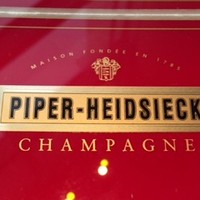 MAISON FONDÉE EN 1785
PIPER-HEIDSIECK
CHAMPAGNE